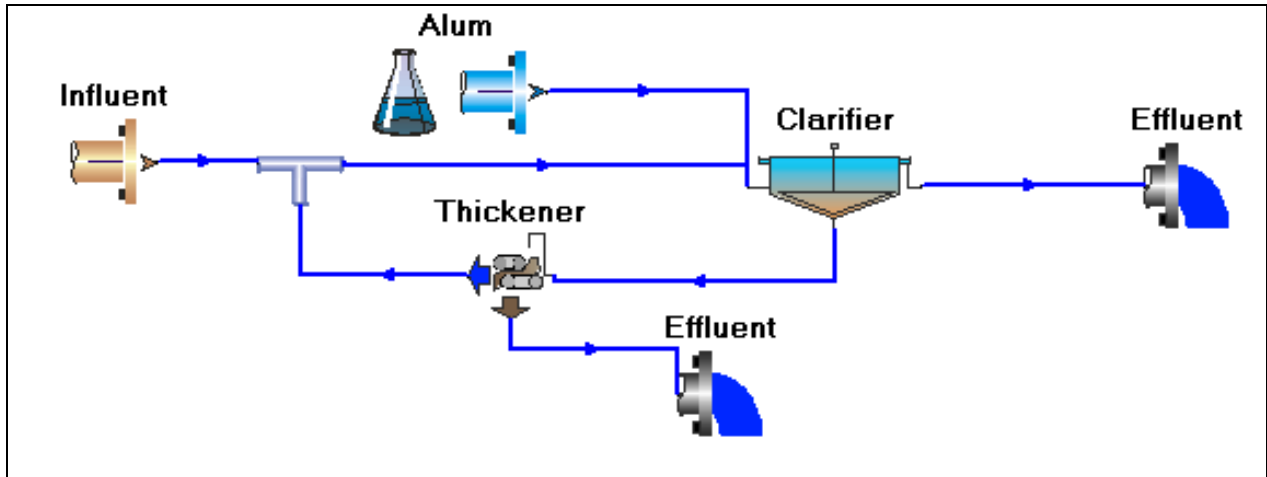 Alum
Influent
Clarifier
Effluent
Thickener
Effluent